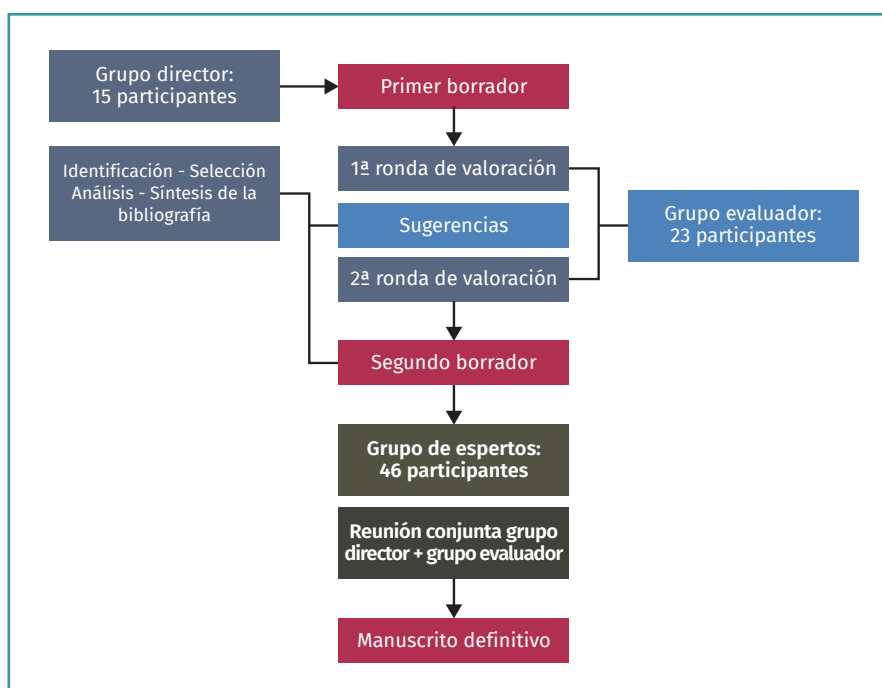 Grupo director:
15 participantes
Primer borrador
Identificación - Selección
Análisis - Síntesis de la
bibliografía
1ª ronda de valoración
Sugerencias
2ª ronda de valoración
Grupo evaluador:
23 participantes
Segundo borrador
Grupo de espertos:
46 participantes
Reunión conjunta grupo
director + grupo evaluador
Manuscrito definitivo